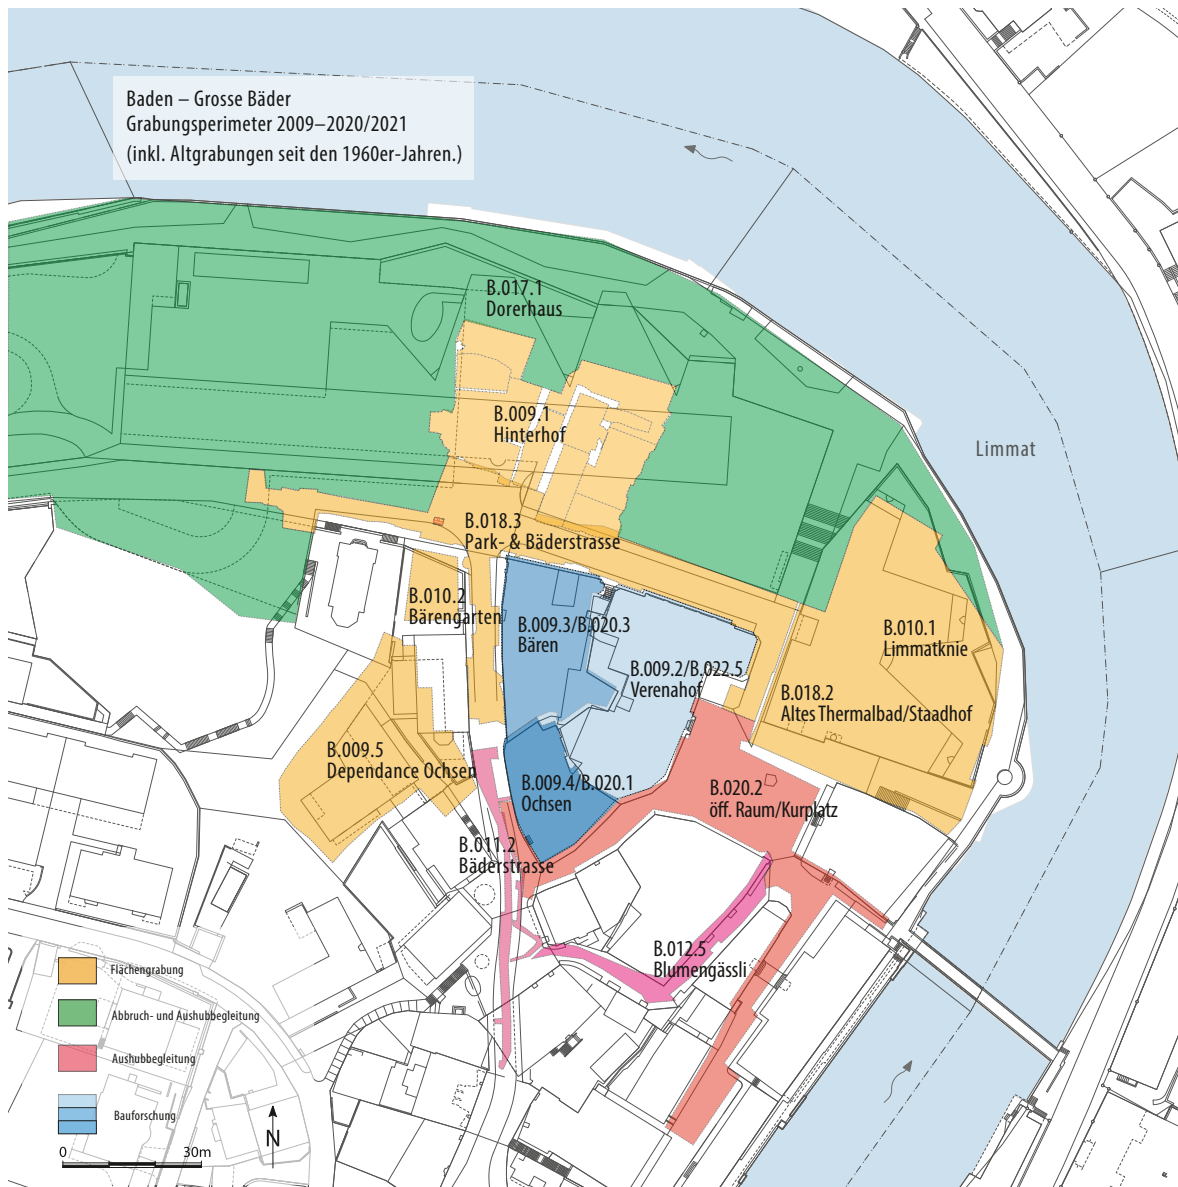 Baden – Grosse Bäder
Grabungsperimeter 2009–2020/2021
(inkl. Altgrabungen seit den 1960er-Jahren.)
B.017.1
Dorerhaus
B.009.1
Hinterhof
Limmat
B.018.3
Park- & Bäderstrasse
B.010.2
Bärengarten
B.009.3/B.020.3
Bären
B.009.2/B.022.5
Verenahof
B.010.1
Limmatknie
B.018.2
Altes Thermalbad/Staadhof
B.009.5
Dependance Ochsen
B.009.4/B.020.1
Ochsen
B.020.2
öff. Raum/Kurplatz
B.011.2
Bäderstrasse
B.012.5
Blumengässli
Flächengrabung
Abbruch- und Aushubbegleitung
Aushubbegleitung
Bauforschung
0 30m
N